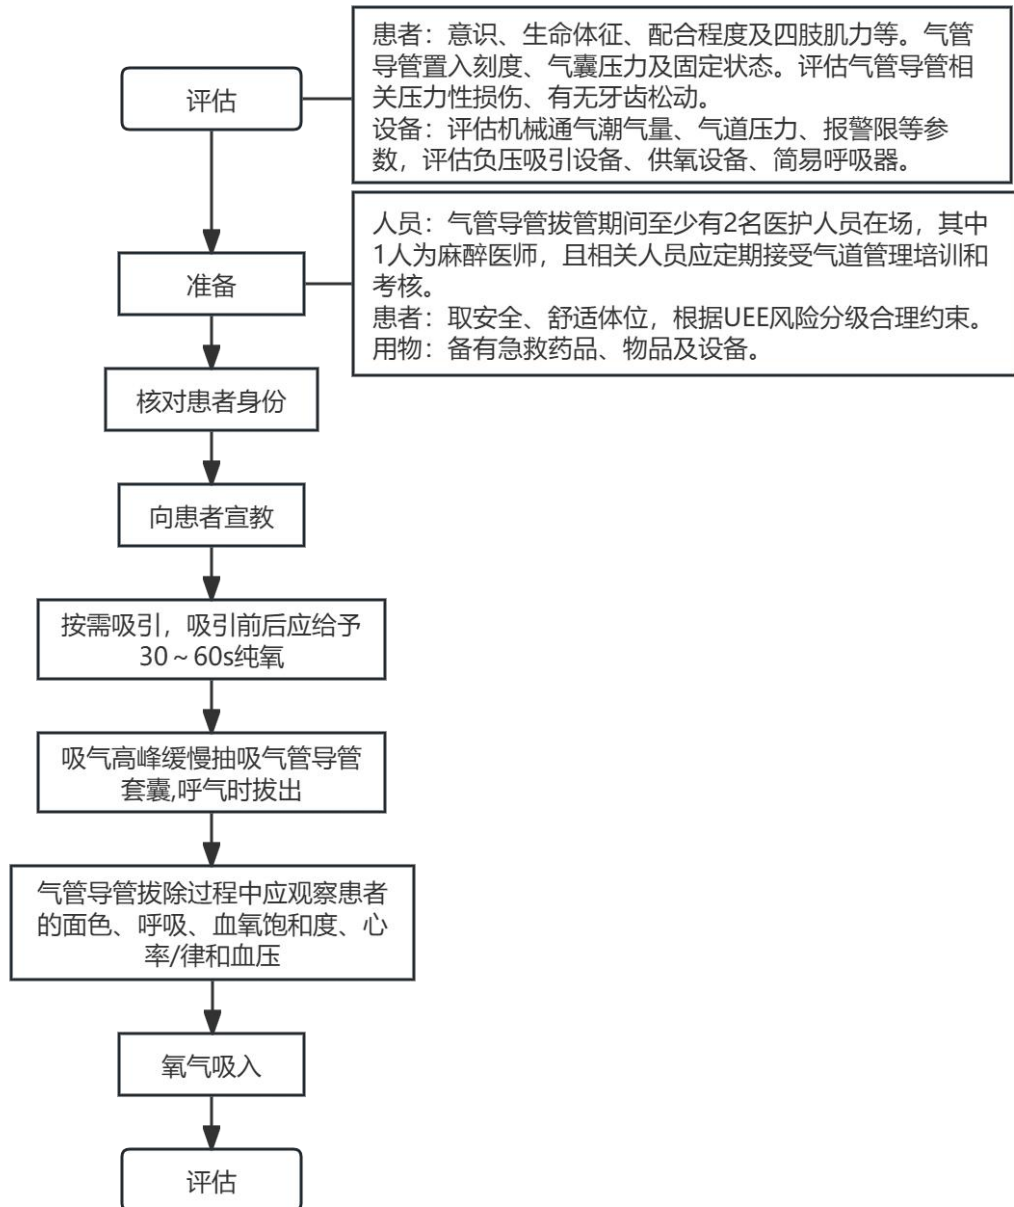 评估
患者：意识、生命体征、配合程度及四肢肌力等。气管
导管置入刻度、气囊压力及固定状态。评估气管导管相
关压力性损伤、有无牙齿松动。
设备：评估机械通气潮气量、气道压力、报警限等参
数，评估负压吸引设备、供氧设备、简易呼吸器。
准备
人员：气管导管拔管期间至少有2名医护人员在场，其中
1人为麻醉医师，且相关人员应定期接受气道管理培训和
考核。
患者：取安全、舒适体位，根据UEE风险分级合理约束。
用物：备有急救药品、物品及设备。
核对患者身份
向患者宣教
按需吸引，吸引前后应给予
30～60s纯氧
吸气高峰缓慢抽吸气管导管
套囊,呼气时拔出
气管导管拔除过程中应观察患者
的面色、呼吸、血氧饱和度、心
率/律和血压
氧气吸入
评估